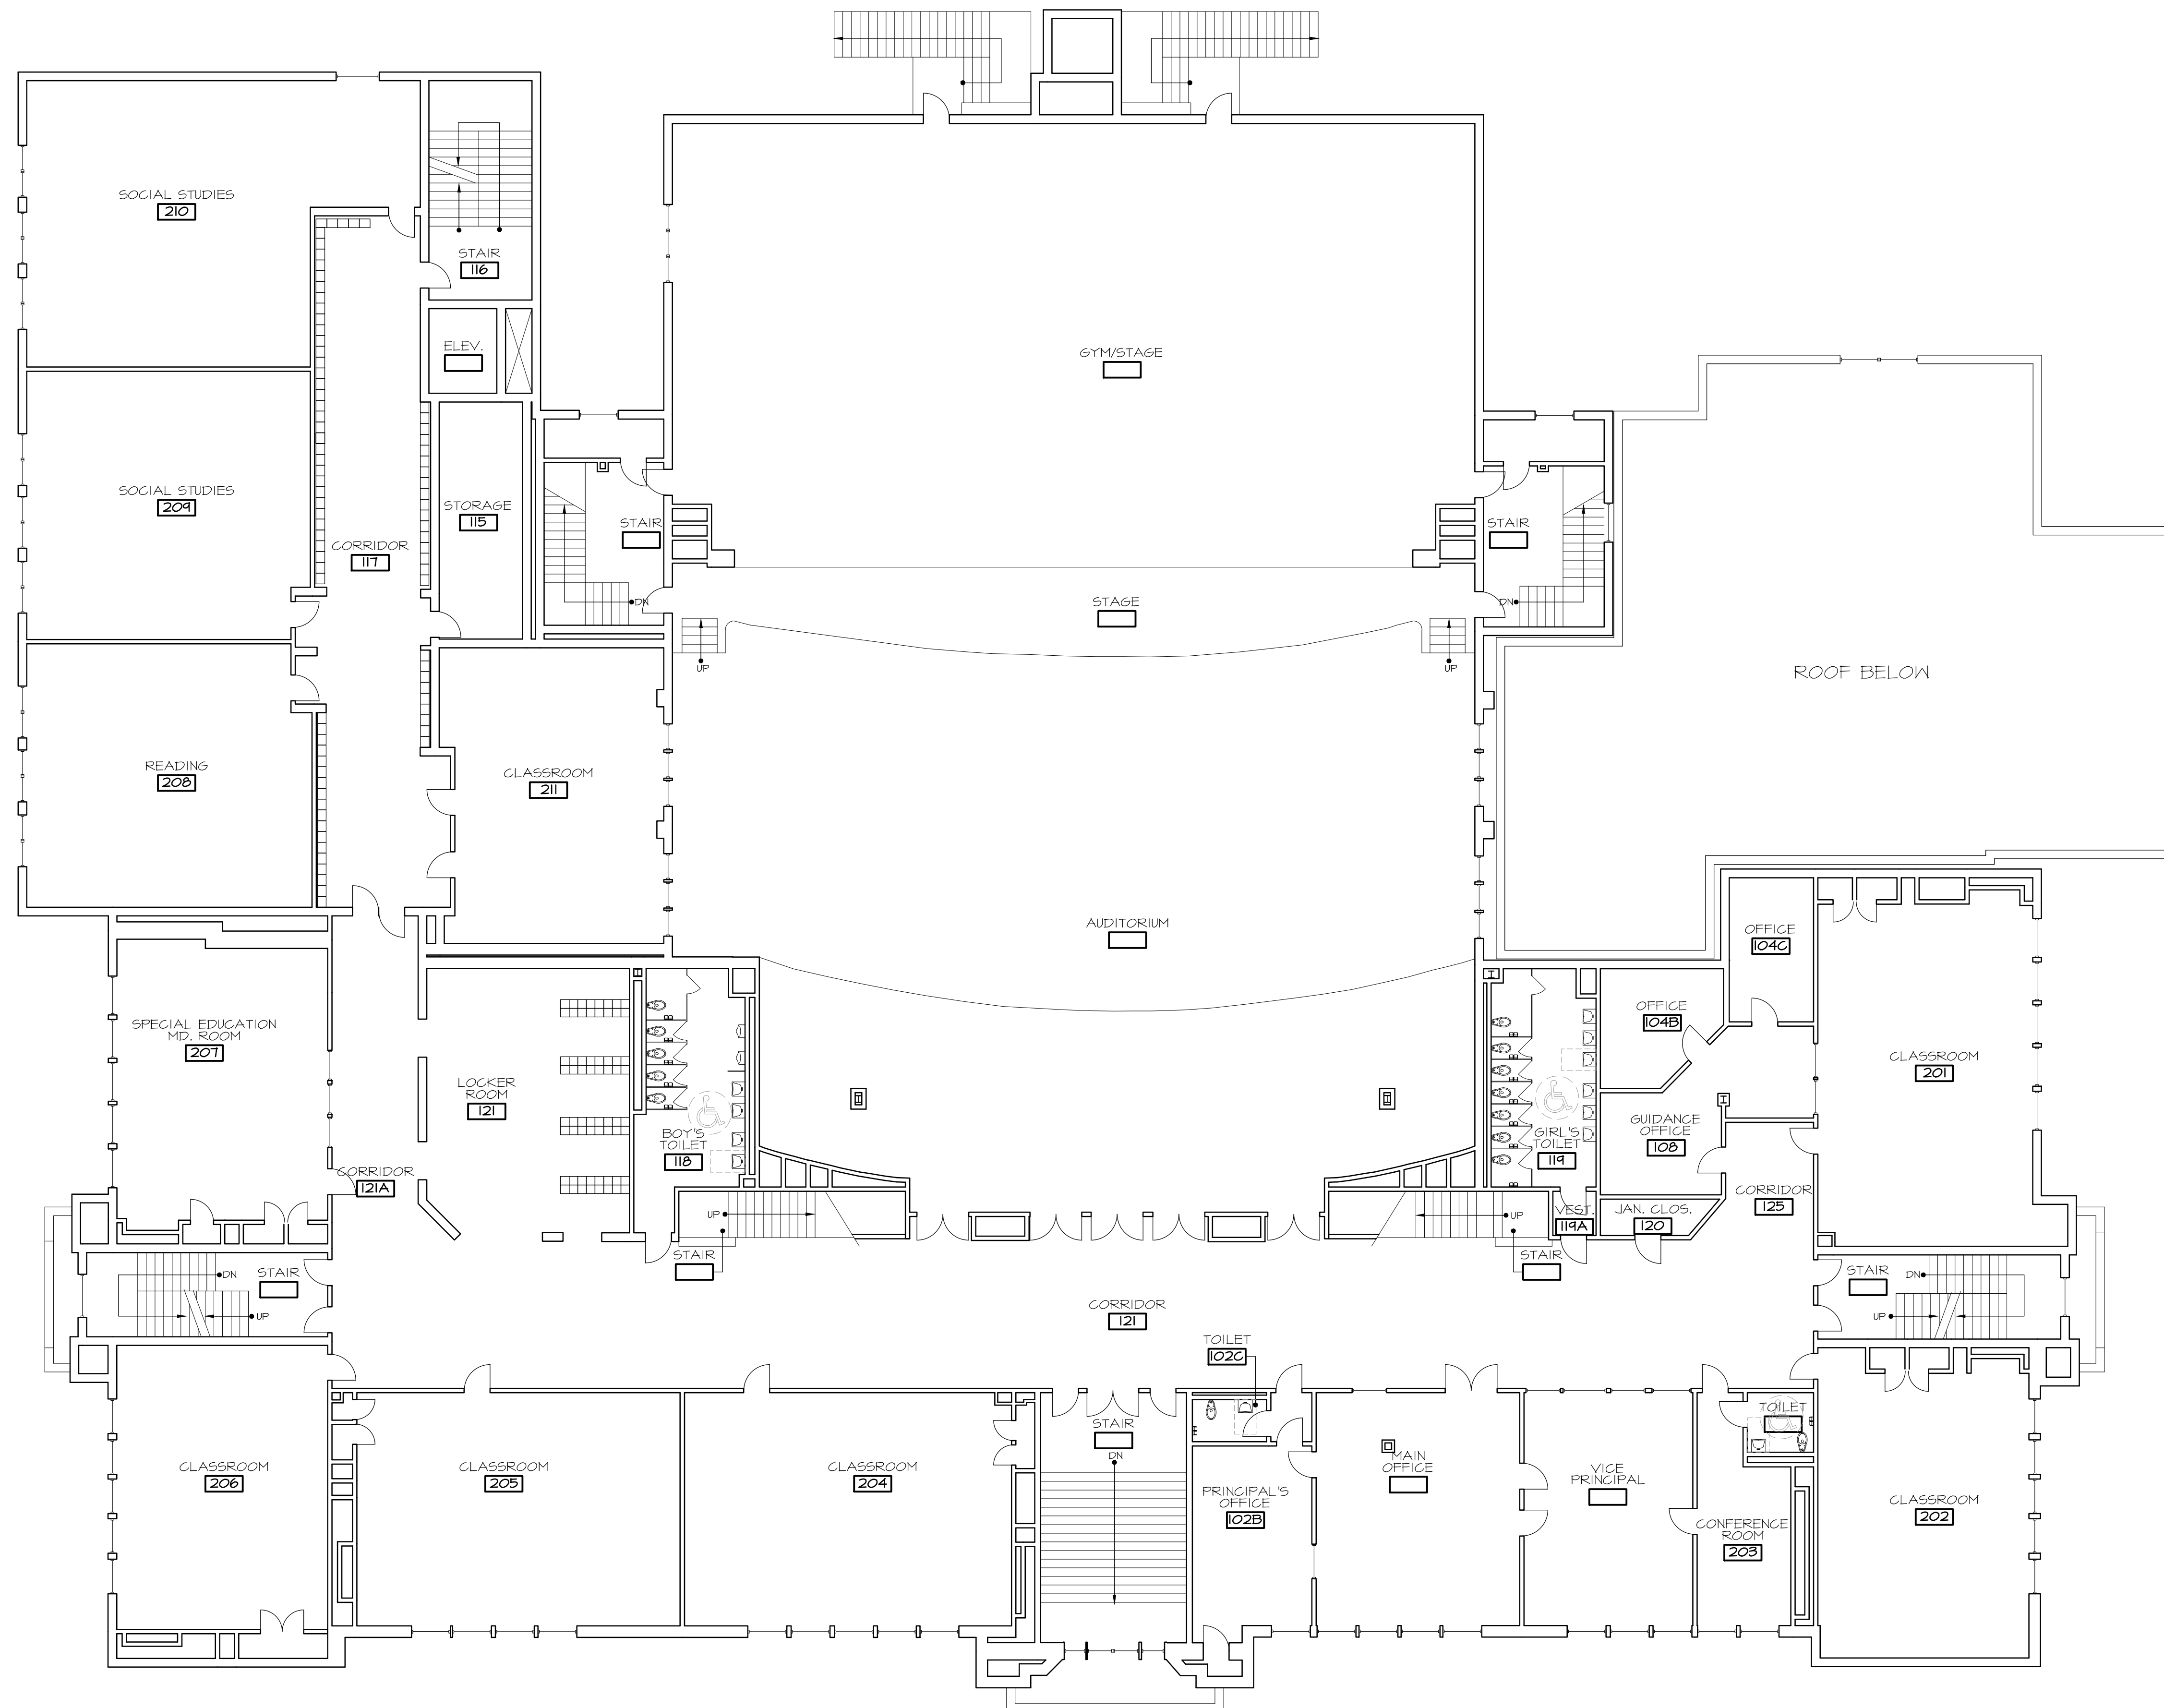 SOCIAL STUDIES
210
STAIR
116
ELEV.
GYM/STAGE
SOCIAL STUDIES
209
STORAGE
115
CORRIDOR
117
STAIR
DN
STAIR
DN
STAGE
UP
UP
ROOF BELOW
READING
208
CLASSROOM
211
AUDITORIUM
OFFICE
104C
OFFICE
104B
SPECIAL EDUCATION
MD. ROOM
207
CLASSROOM
201
LOCKER
ROOM
121
BOY'S
TOILET
118
GIRL'S
TOILET
119
GUIDANCE
OFFICE
108
CORRIDOR
121A
CORRIDOR
125
VEST.
119A
JAN. CLOS.
120
UP
UP
STAIR
STAIR
STAIR
DN
UP
STAIR
DN
UP
CORRIDOR
121
TOILET
102C
STAIR
DN
TOILET
CLASSROOM
206
CLASSROOM
205
CLASSROOM
204
PRINCIPAL'S
OFFICE
102B
MAIN
OFFICE
VICE
PRINCIPAL
CONFERENCE
ROOM
203
CLASSROOM
202